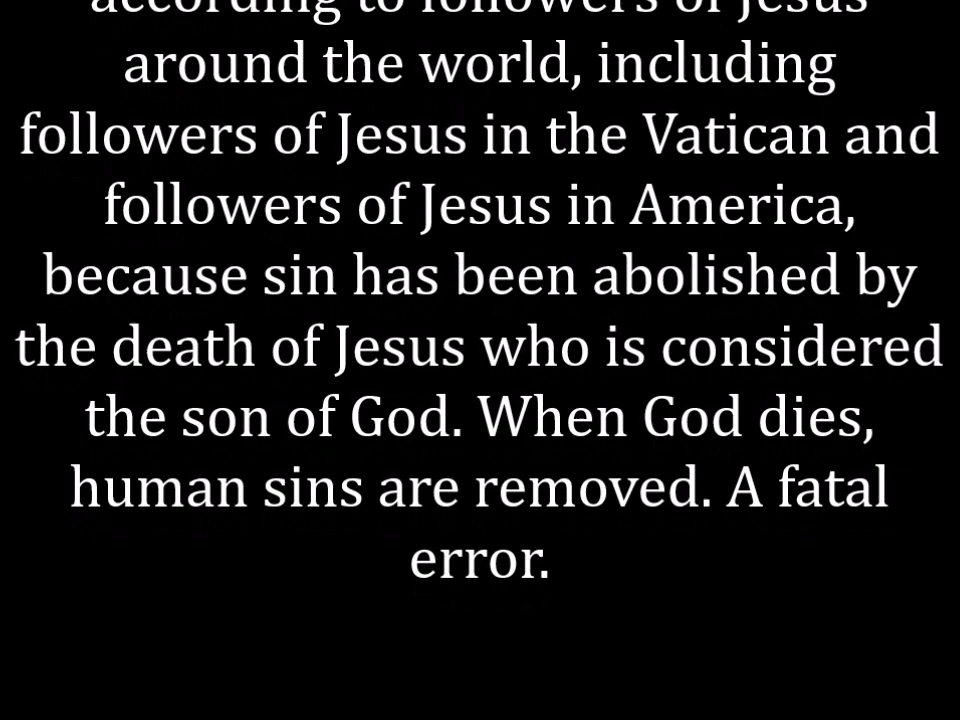 according to followers of Jesus
around the world, including
followers of Jesus in the Vatican and
followers of Jesus in America,
because sin has been abolished by
the death of Jesus who is considered
the son of God. When God dies,
human sins are removed. A fatal
error.